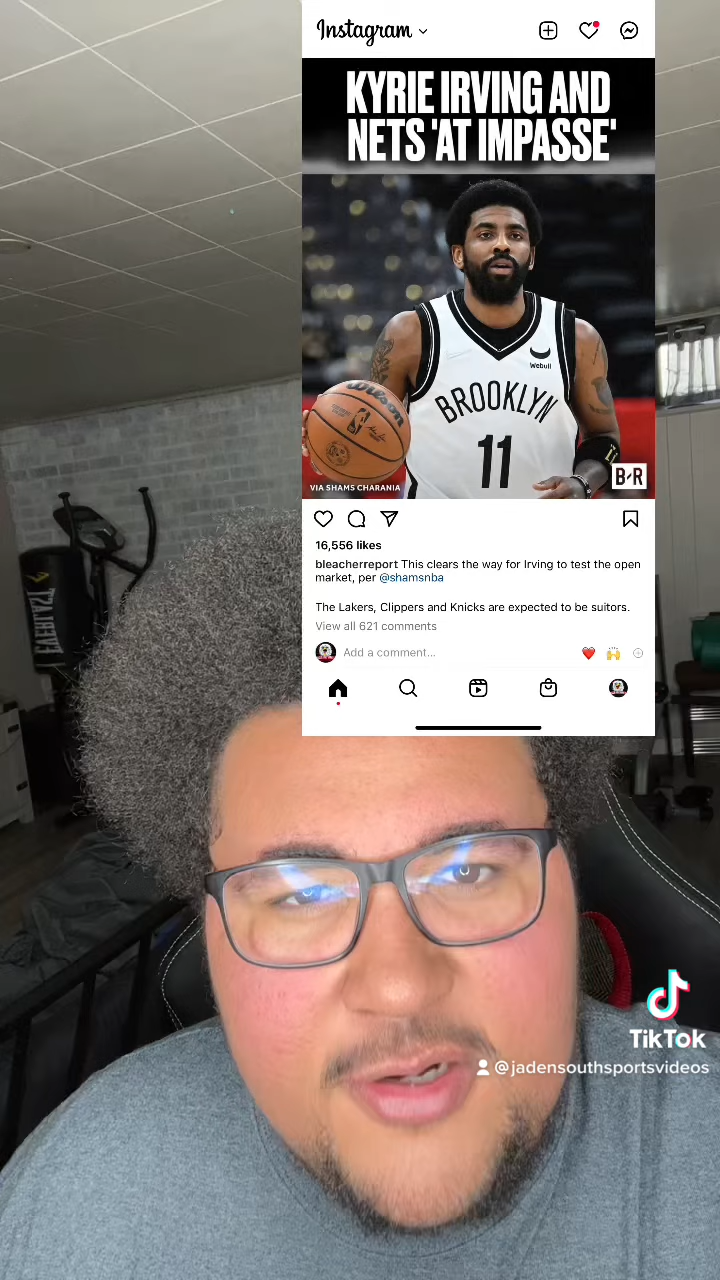 Instagram
KYRIE IRVING AND
NETS 'AT IMPASSE'
Webull
Wilson
BROOKLYN
11
VIA SHAMS CHARANIA
B/R
16,556 likes
bleacherreport This clears the way for Irving to test the open
market, per @shamsnba
The Lakers, Clippers and Knicks are expected to be suitors.
View all 621 comments
Add a comment...
EVERLAST
TikTok
@jadensouthsportsvideos